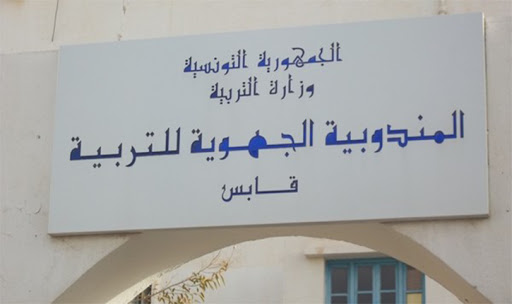 الجمهورية التونسية
وزارة التربية
المندوبية الجهوية للتربية
قابس